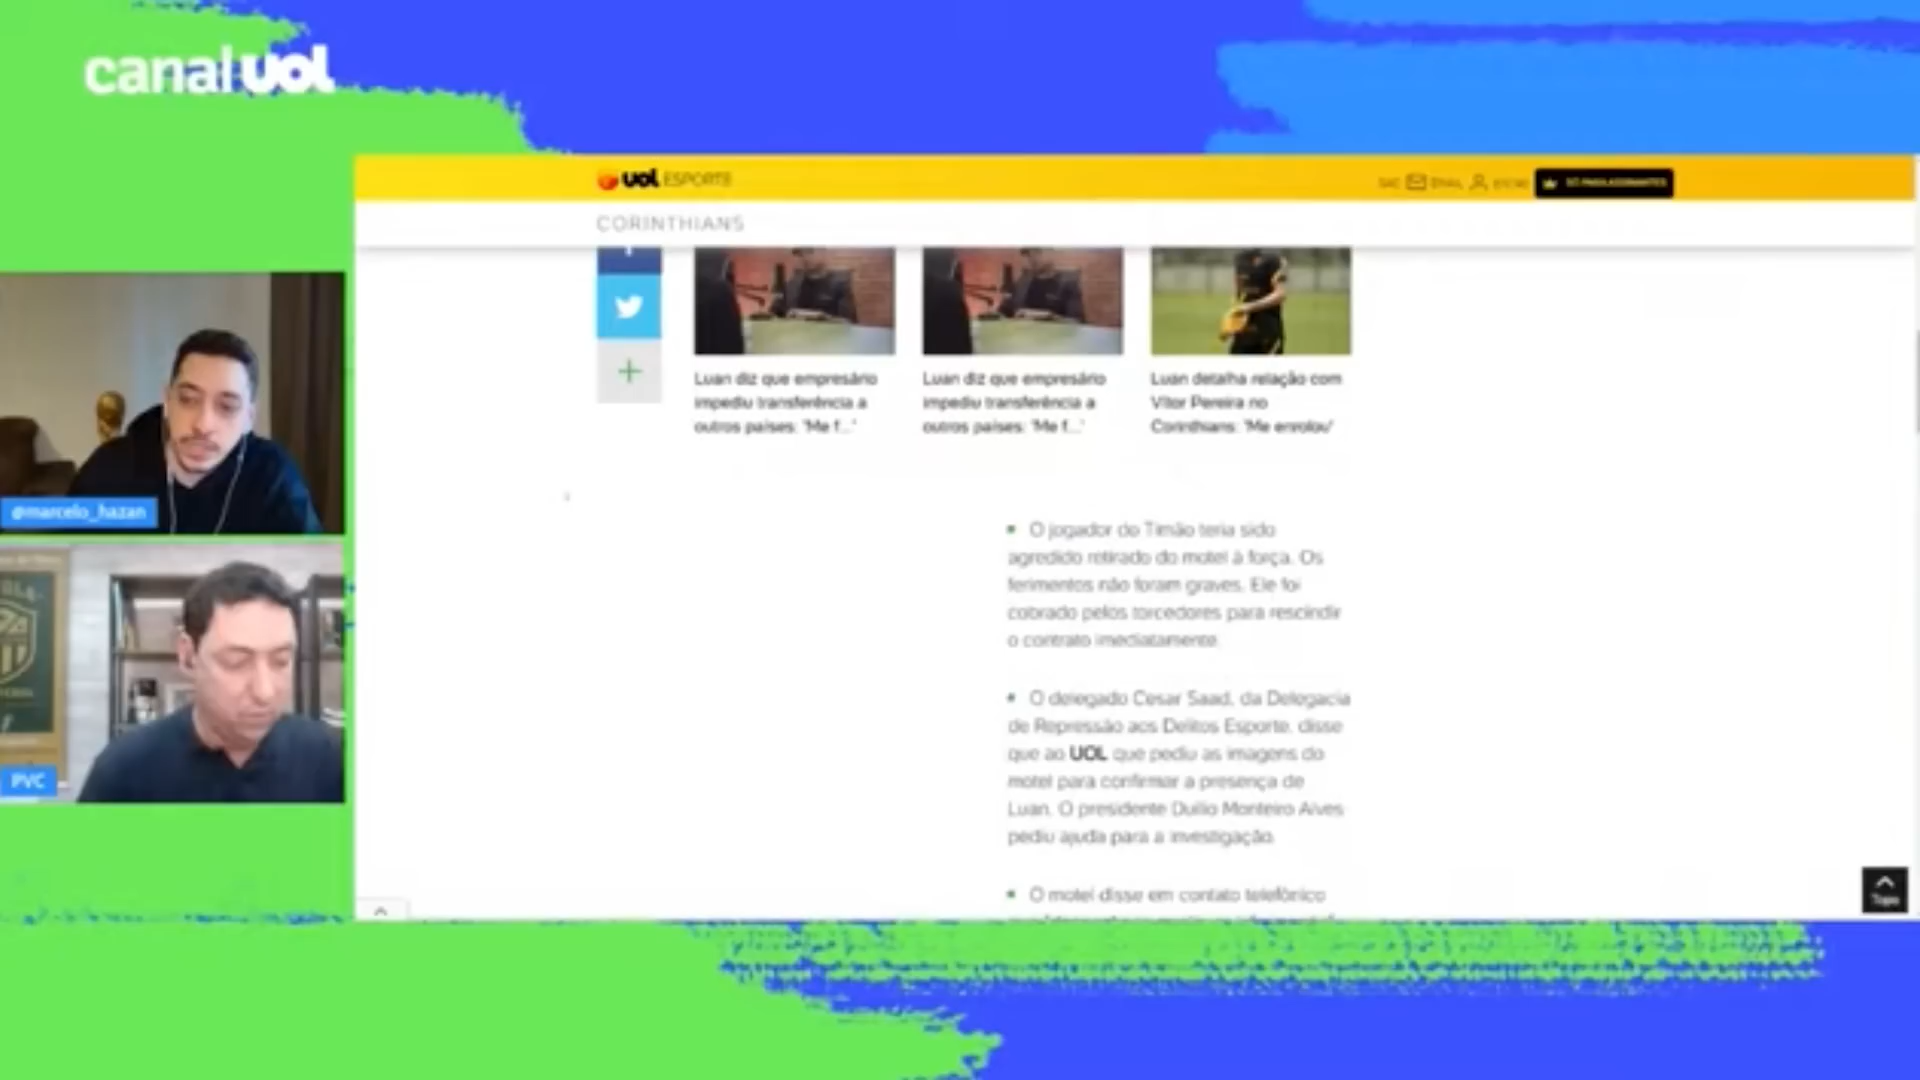 canal UOL
UOL ESPORTE
CORINTHIANS
Luan diz que empresário
impediu transferência a
outros países: 'Me f...'
Luan diz que empresário
impediu transferência a
outros países: 'Me f...'
Luan detalha relação com
Vítor Pereira no
Corinthians: 'Me enrolou'
@marcelo_hazan
PVC
O jogador do Timão teria sido
agredido retirado do motel à força. Os
ferimentos não foram graves. Ele foi
cobrado pelos torcedores para rescindir
o contrato imediatamente.
O delegado Cesar Saad, da Delegacia
de Repressão aos Delitos Esporte, disse
que ao UOL que pediu as imagens do
motel para confirmar a presença de
Luan. O presidente Duilio Monteiro Alves
pediu ajuda para a investigação.
O motel disse em contato telefônico
Topo